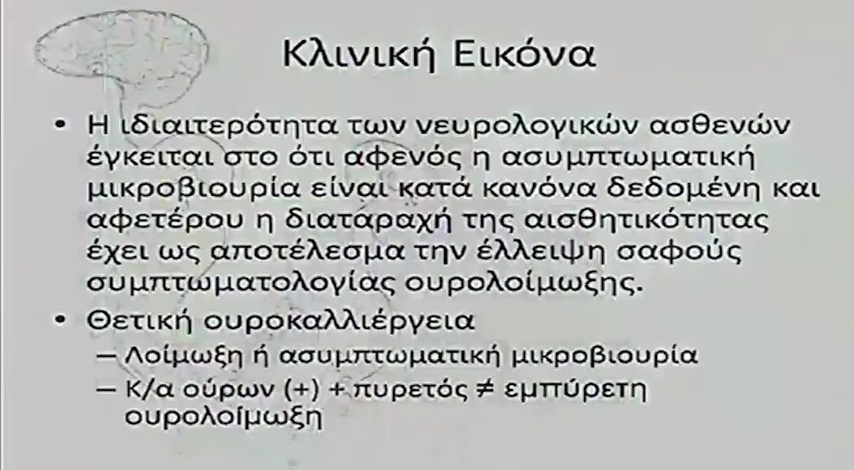 Κλινική Εικόνα
• Η ιδιαιτερότητα των νευρολογικών ασθενών
έγκειται στο ότι αφενός η ασυμπτωματική
μικροβιουρία είναι κατά κανόνα δεδομένη και
αφετέρου η διαταραχή της αισθητικότητας
έχει ως αποτέλεσμα την έλλειψη σαφούς
συμπτωματολογίας ουρολοίμωξης.
• Θετική ουροκαλλιέργεια
– Λοίμωξη ή ασυμπτωματική μικροβιουρία
– Κ/α ούρων (+) + πυρετός ≠ εμπύρετη
ουρολοίμωξη